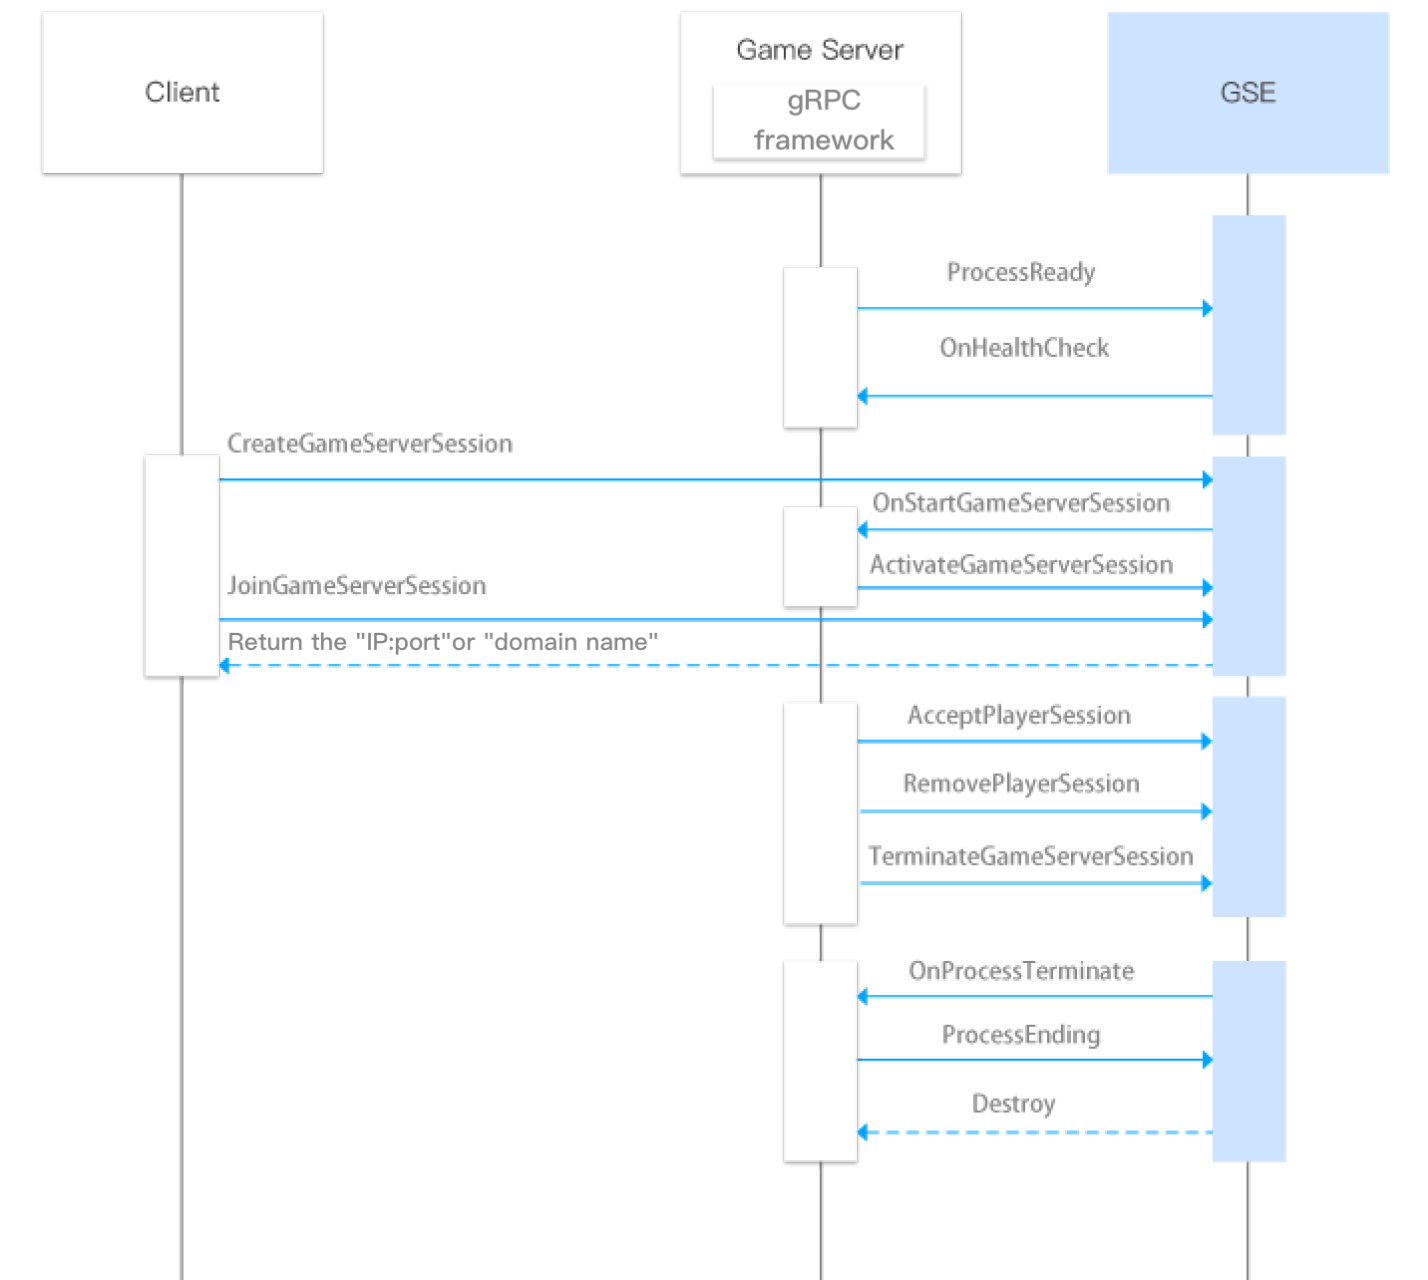 Client
Game Server
gRPC
framework
GSE
ProcessReady
OnHealthCheck
CreateGameServerSession
OnStartGameServerSession
ActivateGameServerSession
JoinGameServerSession
Return the "IP:port"or "domain name"
AcceptPlayerSession
RemovePlayerSession
TerminateGameServerSession
OnProcessTerminate
ProcessEnding
Destroy